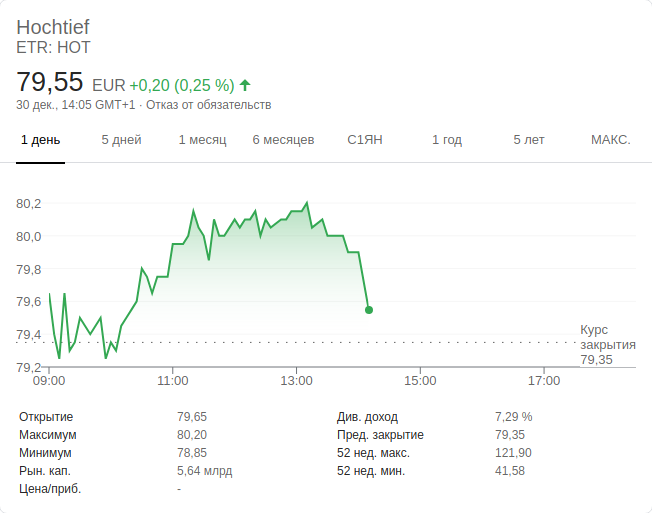 Hochtief
ETR: HOT
79,55 EUR +0,20 (0,25 %)
30 дек., 14:05 GMT+1 · Отказ от обязательств
1 день 5 дней 1 месяц 6 месяцев С1ЯН 1 год 5 лет МАКС.
80,2
80,0
79,8
79,6
79,4
79,2
Курс
закрытия
79,35
09:00 11:00 13:00 15:00 17:00
Открытие 79,65 Див. доход 7,29 %
Максимум 80,20 Пред. закрытие 79,35
Минимум 78,85 52 нед. макс. 121,90
Рын. кап. 5,64 млрд 52 нед. мин. 41,58
Цена/приб. -